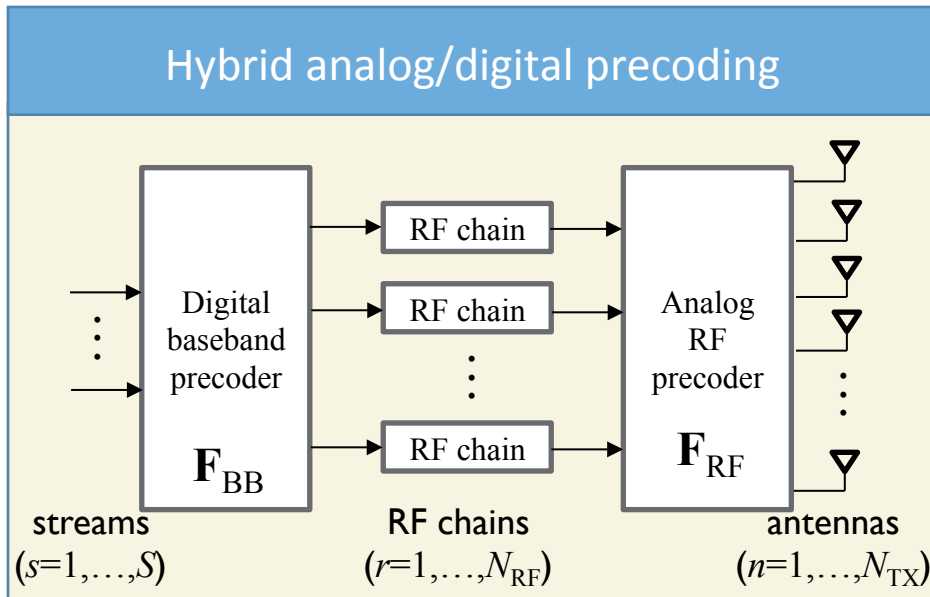 Hybrid analog/digital precoding
RF chain
Digital
baseband
precoder
F_BB
RF chain
RF chain
Analog
RF
precoder
F_RF
streams
(s=1,…,S)
RF chains
(r=1,…,N_RF)
antennas
(n=1,…,N_TX)